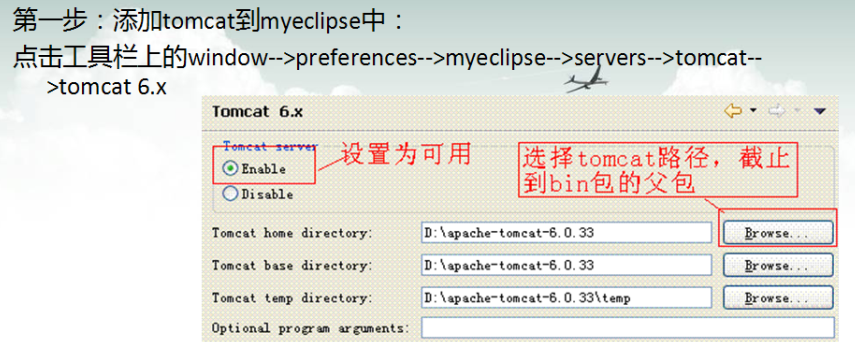 第一步：添加tomcat到myeclipse中：
点击工具栏上的window-->preferences-->myeclipse-->servers-->tomcat--
>tomcat 6.x
Tomcat 6.x
Tomcat server
设置为可用
Enable
选择tomcat路径，截止
到bin包的父包
Disable
Tomcat home directory: D:\apache-tomcat-6.0.33 Browse...
Tomcat base directory: D:\apache-tomcat-6.0.33 Browse...
Tomcat temp directory: D:\apache-tomcat-6.0.33\temp Browse...
Optional program arguments: